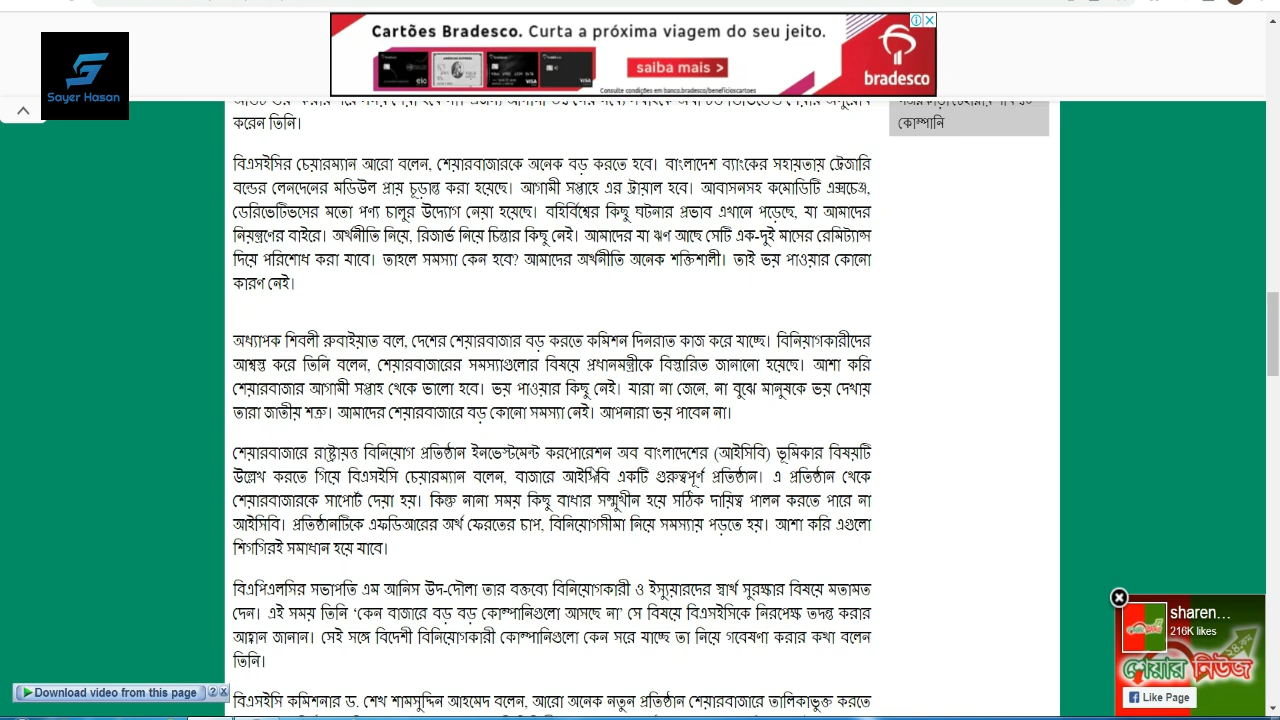 Cartões Bradesco. Curta a próxima viagem do seu jeito.
saiba mais >
Consulte condições em banco.bradesco/beneficioscartoes
bradesco
Sayer Hasan
করেন তিনি।
কোম্পানি
বিএসইসির চেয়ারম্যান আরো বলেন, শেয়ারবাজারকে অনেক বড় করতে হবে। বাংলাদেশ ব্যাংকের সহায়তায় ট্রেজারি
বন্ডের লেনদেনের মডিউল প্রায় চূড়ান্ত করা হয়েছে। আগামী সপ্তাহে এর ট্রায়াল হবে। আবাসনসহ কমোডিটি এক্সচেঞ্জ,
ডেরিভেটিভসের মতো পণ্য চালুর উদ্যোগ নেয়া হয়েছে। বহির্বিশ্বের কিছু ঘটনার প্রভাব এখানে পড়েছে, যা আমাদের
নিয়ন্ত্রণের বাইরে। অর্থনীতি নিয়ে, রিজার্ভ নিয়ে চিন্তার কিছু নেই। আমাদের যা ঋণ আছে সেটি এক-দুই মাসের রেমিট্যান্স
দিয়ে পরিশোধ করা যাবে। তাহলে সমস্যা কেন হবে? আমাদের অর্থনীতি অনেক শক্তিশালী। তাই ভয় পাওয়ার কোনো
কারণ নেই।
অধ্যাপক শিবলী রুবাইয়াত বলে, দেশের শেয়ারবাজার বড় করতে কমিশন দিনরাত কাজ করে যাচ্ছে। বিনিয়াগকারীদের
আশ্বস্ত করে তিনি বলেন, শেয়ারবাজারের সমস্যাগুলোর বিষয়ে প্রধানমন্ত্রীকে বিস্তারিত জানানো হয়েছে। আশা করি
শেয়ারবাজার আগামী সপ্তাহ থেকে ভালো হবে। ভয় পাওয়ার কিছু নেই। যারা না জেনে, না বুঝে মানুষকে ভয় দেখায়
তারা জাতীয় শত্রু। আমাদের শেয়ারবাজারে বড় কোনো সমস্যা নেই। আপনারা ভয় পাবেন না।
শেয়ারবাজারে রাষ্ট্রায়ত্ত বিনিয়োগ প্রতিষ্ঠান ইনভেস্টমেন্ট করপোরেশন অব বাংলাদেশের (আইসিবি) ভূমিকার বিষয়টি
উল্লেখ করতে গিয়ে বিএসইসি চেয়ারম্যান বলেন, বাজারে আইসিবি একটি গুরুত্বপূর্ণ প্রতিষ্ঠান। এ প্রতিষ্ঠান থেকে
শেয়ারবাজারকে সাপোর্ট দেয়া হয়। কিন্তু নানা সময় কিছু বাধার সম্মুখীন হয়ে সঠিক দায়িত্ব পালন করতে পারে না
আইসিবি। প্রতিষ্ঠানটিকে এফডিআরের অর্থ ফেরতের চাপ, বিনিয়োগসীমা নিয়ে সমস্যায় পড়তে হয়। আশা করি এগুলো
শিগগিরই সমাধান হয়ে যাবে।
বিএপিএলসির সভাপতি এম আনিস উদ-দৌলা তার বক্তব্যে বিনিয়োগকারী ও ইস্যুয়ারদের স্বার্থ সুরক্ষার বিষয়ে মতামত
দেন। এই সময় তিনি ‘কেন বাজারে বড় বড় কোম্পানিগুলো আসছে না’ সে বিষয়ে বিএসইসিকে নিরপেক্ষ তদন্ত করার
আহ্বান জানান। সেই সঙ্গে বিদেশী বিনিয়োগকারী কোম্পানিগুলো কেন সরে যাচ্ছে তা নিয়ে গবেষণা করার কথা বলেন
তিনি।
বিএসইসি কমিশনার ড. শেখ শামসুদ্দিন আহমেদ বলেন, আরো অনেক নতুন প্রতিষ্ঠান শেয়ারবাজারে তালিকাভুক্ত করতে
Download video from this page
sharen...
216K likes
শেয়ার নিউজ
Like Page